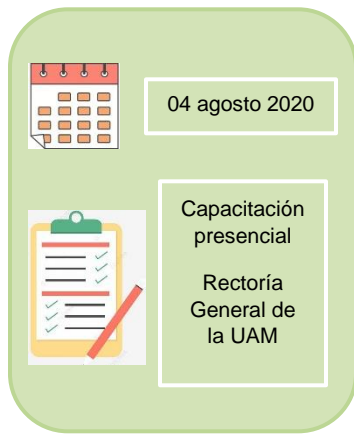 04 agosto 2020
Capacitación
presencial
Rectoría
General de
la UAM